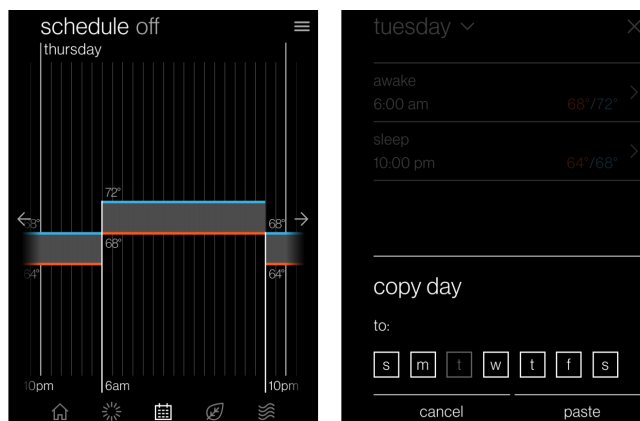 schedule off
thursday
72°
68° 68°
68°
64° 64°
10pm 6am 10pm
tuesday
awake
6:00 am 68°/72°
sleep
10:00 pm 64°/68°
copy day
to:
s m t w t f s
cancel paste